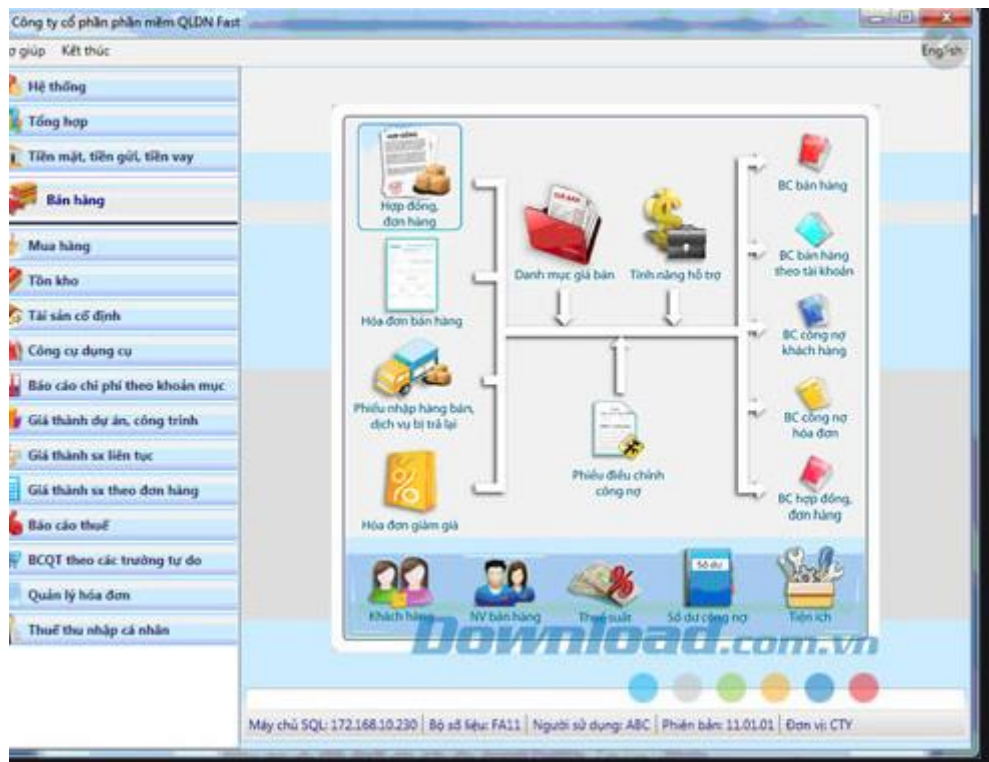 Công ty cổ phần phần mềm QLDN Fast
ợ giúp Kết thúc
English
Hệ thống
Tổng hợp
Tiền mặt, tiền gửi, tiền vay
Bán hàng
Mua hàng
Tồn kho
Tài sản cố định
Công cụ dụng cụ
Báo cáo chi phí theo khoản mục
Giá thành dự án, công trình
Giá thành sx liên tục
Giá thành sx theo đơn hàng
Báo cáo thuế
BCQT theo các trường tự do
Quản lý hóa đơn
Thuế thu nhập cá nhân
HỢP ĐỒNG
Hợp đồng,
đơn hàng
Hóa đơn bán hàng
Phiếu nhập hàng bán,
dịch vụ bị trả lại
Hóa đơn giảm giá
GIÁ BÁN
Danh mục giá bán
Tính năng hỗ trợ
Phiếu điều chỉnh
công nợ
BC bán hàng
BC bán hàng
theo tài khoản
BC công nợ
khách hàng
BC công nợ
hóa đơn
BC hợp đồng,
đơn hàng
Số dư
Khách hàng
NV bán hàng
Thuế suất
Số dư công nợ
Tiện ích
Download.com.vn
Máy chủ SQL: 172.168.10.230 Bộ số liệu: FA11 Người sử dụng: ABC Phiên bản: 11.01.01 Đơn vị: CTY